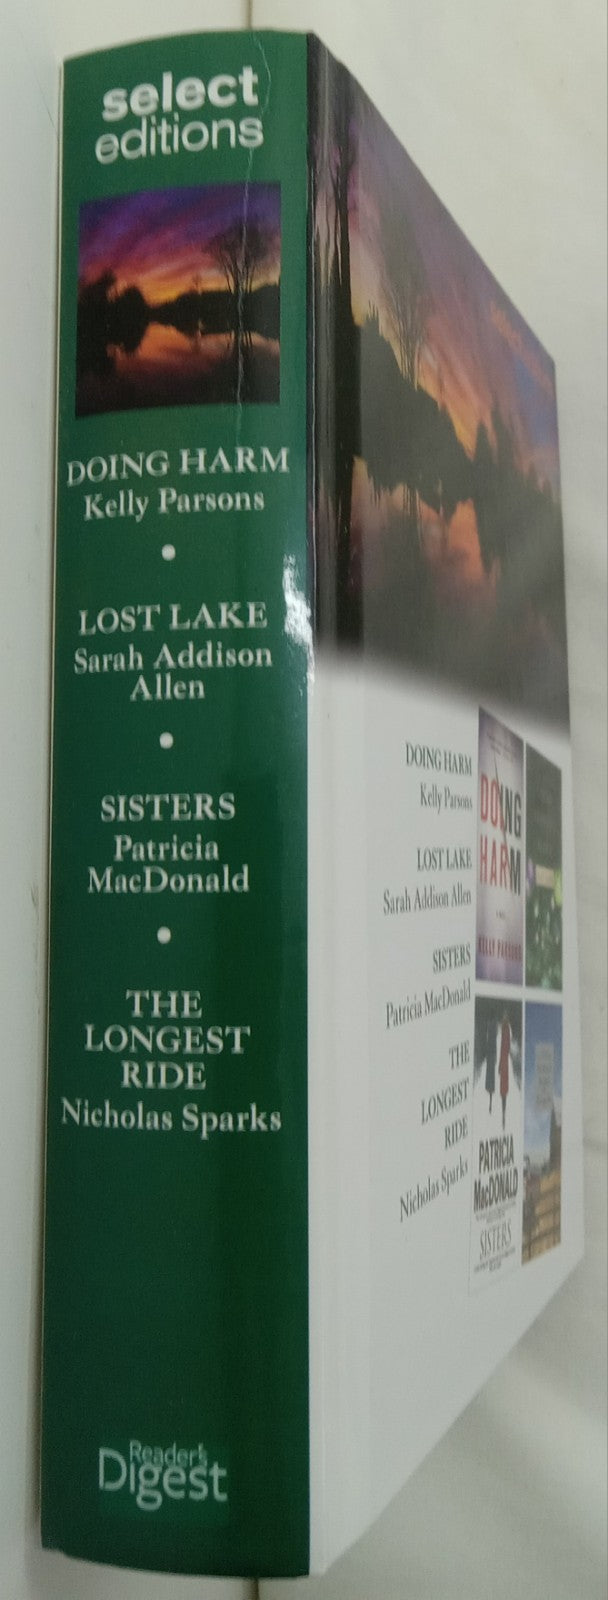 select
editions
DOING HARM
Kelly Parsons
LOST LAKE
Sarah Addison
Allen
SISTERS
Patricia
MacDonald
THE
LONGEST
RIDE
Nicholas Sparks
Reader's
Digest
DOING HARM
Kelly Parsons
LOST LAKE
Sarah Addison Allen
SISTERS
Patricia MacDonald
THE
LONGEST
RIDE
Nicholas Sparks
DOING
HARM
KELLY PARSONS
PATRICIA
MACDONALD
SISTERS